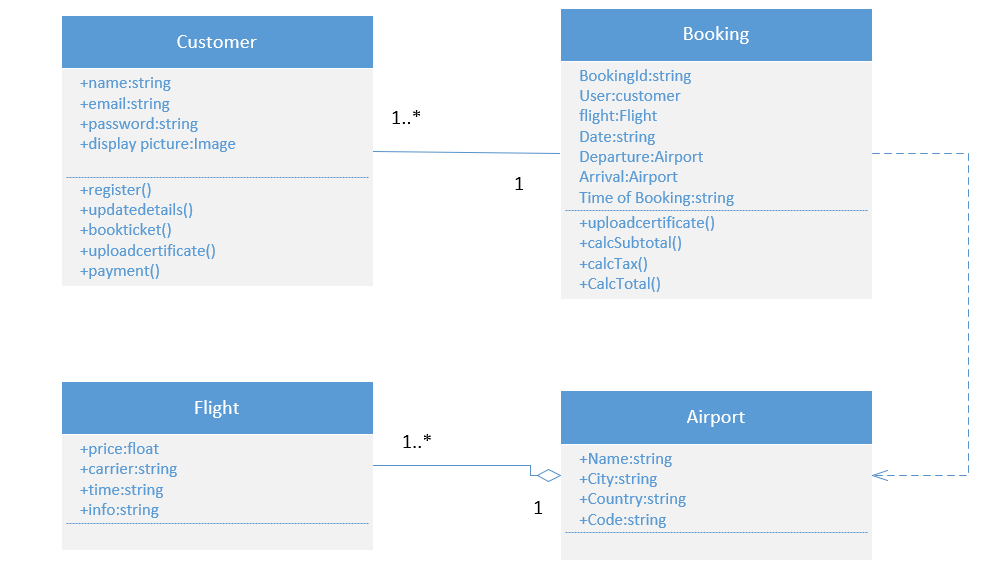 Customer
+name:string
+email:string
+password:string
+display picture:Image
+register()
+updatedetails()
+bookticket()
+uploadcertificate()
+payment()
1..*
1
Booking
BookingId:string
User:customer
flight:Flight
Date:string
Departure:Airport
Arrival:Airport
Time of Booking:string
+uploadcertificate()
+calcSubtotal()
+calcTax()
+CalcTotal()
Flight
+price:float
+carrier:string
+time:string
+info:string
1..*
1
Airport
+Name:string
+City:string
+Country:string
+Code:string